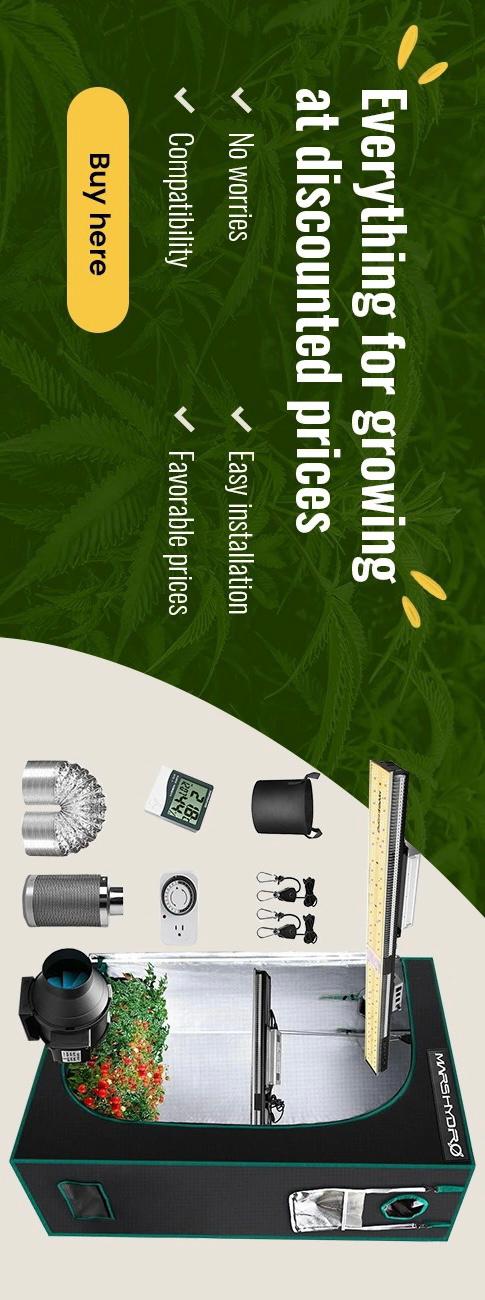 Everything for growing
at discounted prices
No worries
Easy installation
Compatibility
Favorable prices
Buy here
MARSHYDRO